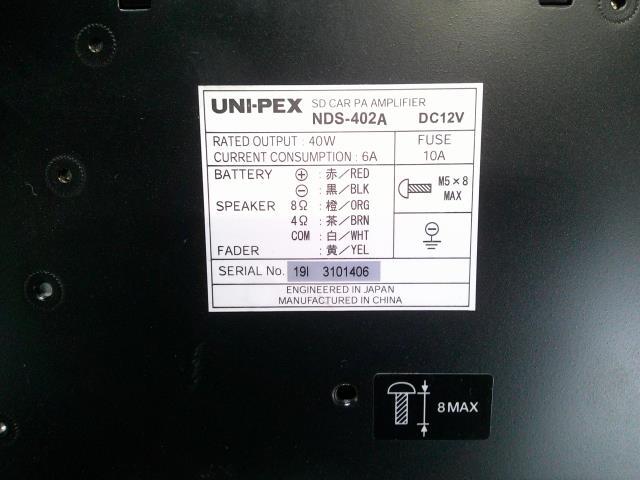 UNI-PEX SD CAR PA AMPLIFIER
NDS-402A DC12V
RATED OUTPUT : 40W
CURRENT CONSUMPTION : 6A
FUSE
10A
BATTERY ⊕ : 赤/RED
⊖ : 黒/BLK
SPEAKER 8Ω : 橙/ORG
4Ω : 茶/BRN
COM : 白/WHT
FADER : 黄/YEL
M5×8
MAX
SERIAL No. 19I 3101406
ENGINEERED IN JAPAN
MANUFACTURED IN CHINA
8MAX